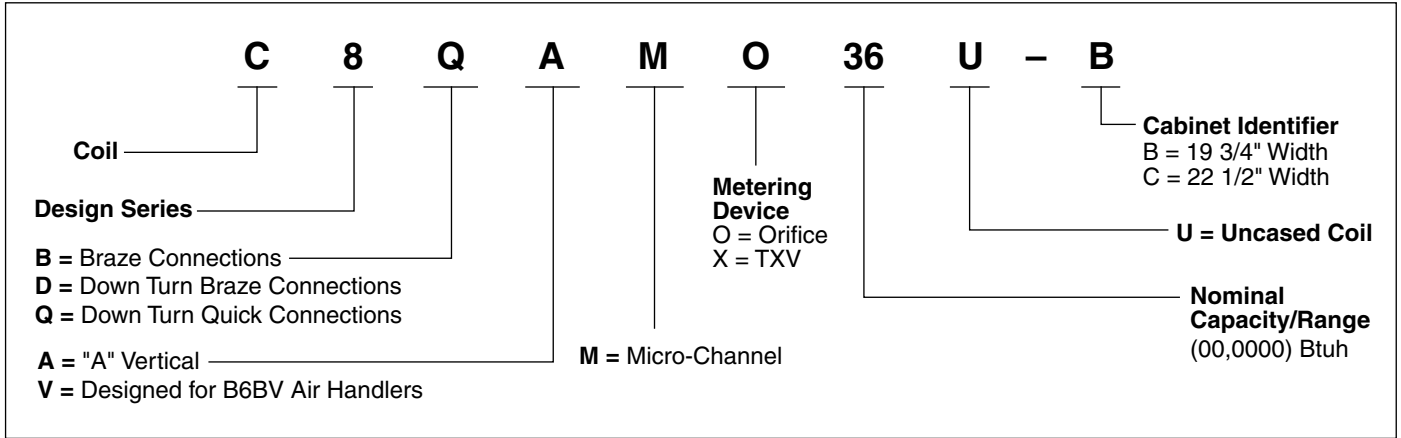 C 8 Q A M O 36 U – B
Coil
Design Series
B = Braze Connections
D = Down Turn Braze Connections
Q = Down Turn Quick Connections
A = "A" Vertical
V = Designed for B6BV Air Handlers
M = Micro-Channel
Metering
Device
O = Orifice
X = TXV
Cabinet Identifier
B = 19 3/4" Width
C = 22 1/2" Width
U = Uncased Coil
Nominal
Capacity/Range
(00,0000) Btuh